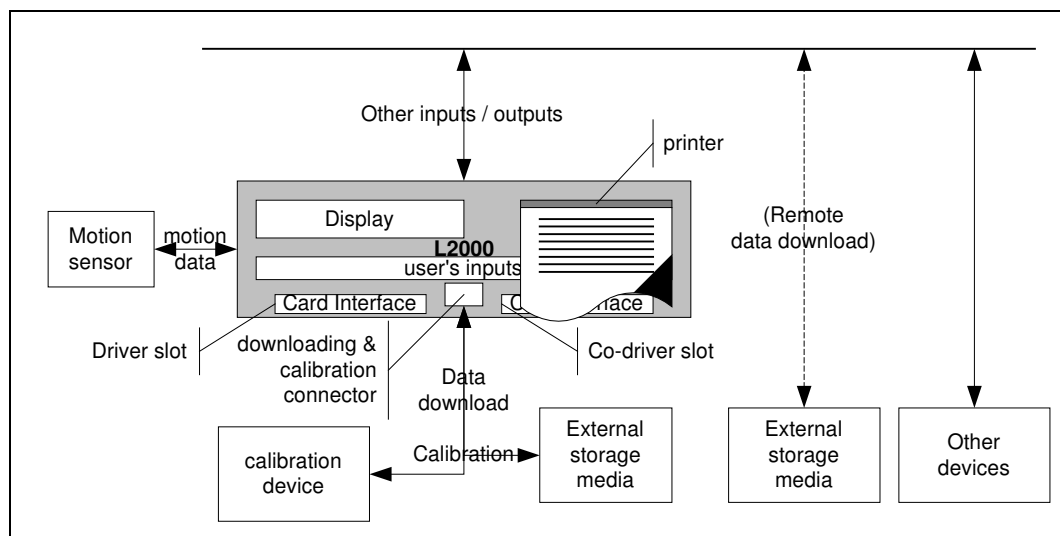 Other inputs / outputs
printer
(Remote
data download)
Motion
sensor
motion
data
Display
L2000
user's inputs
Card Interface
Driver slot
downloading &
calibration
connector
Data
download
Co-driver slot
calibration
device
Calibration
External
storage
media
External
storage
media
Other
devices